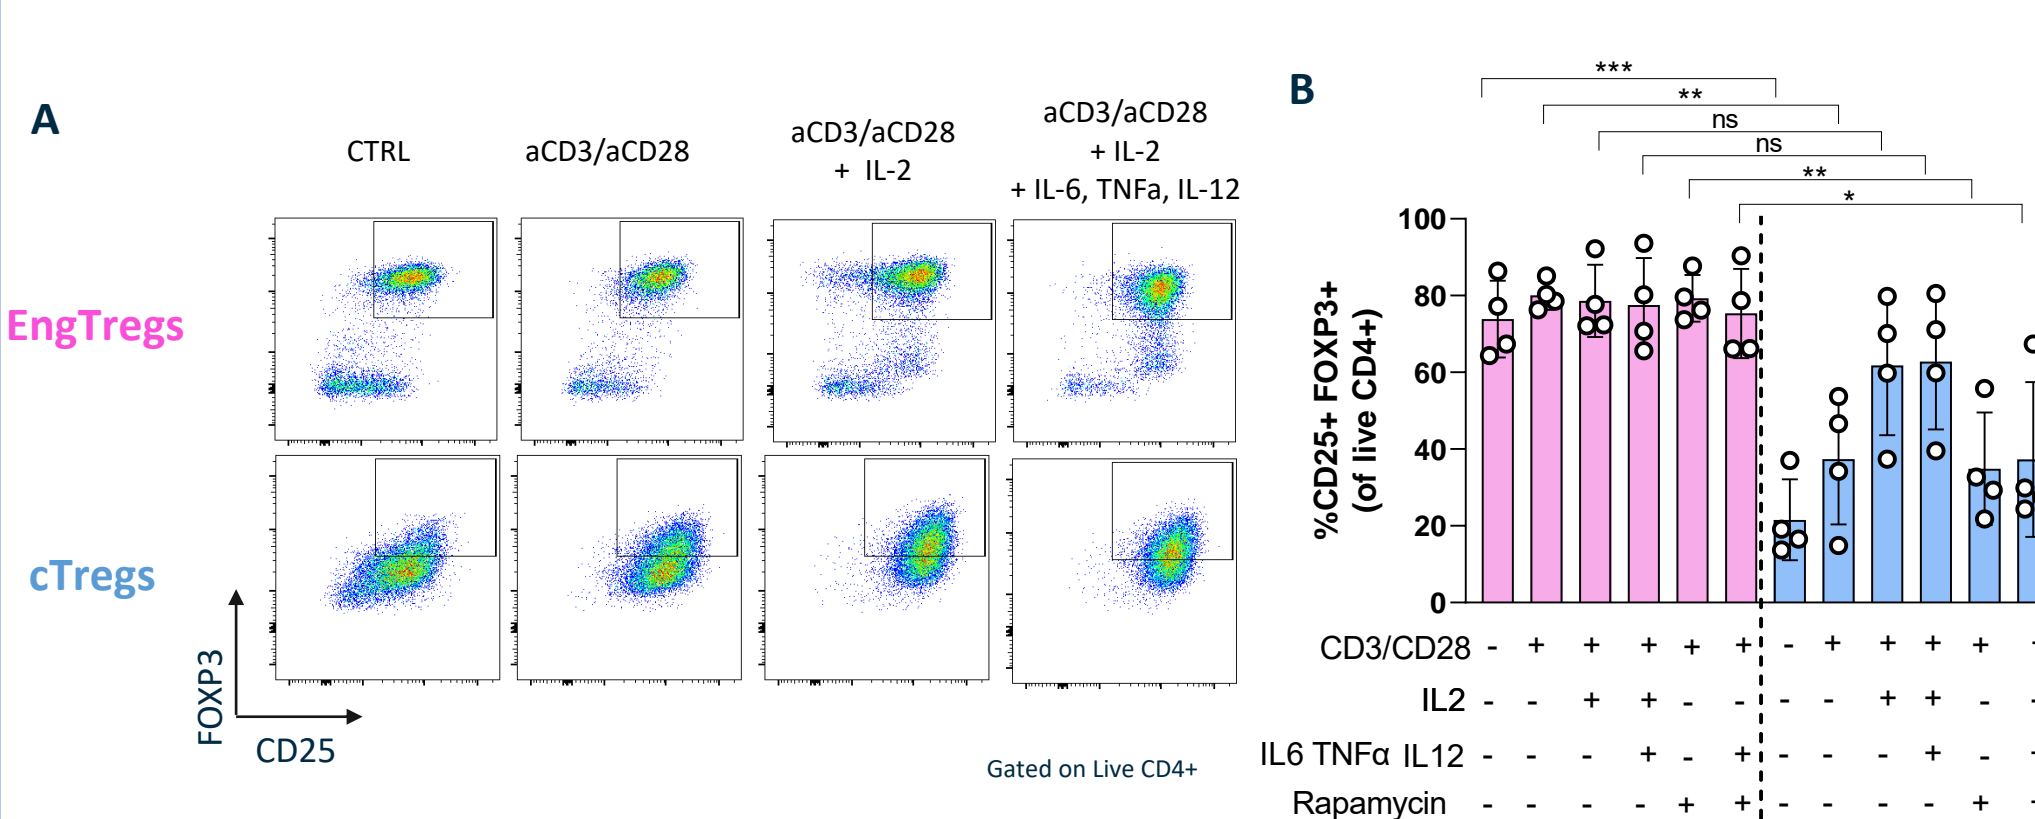 A
CTRL
aCD3/aCD28
aCD3/aCD28
+ IL-2
aCD3/aCD28
+ IL-2
+ IL-6, TNFa, IL-12
EngTregs
cTregs
FOXP3
CD25
Gated on Live CD4+
B
***
**
ns
ns
**
*
%CD25+ FOXP3+
(of live CD4+)
100
80
60
40
20
0
CD3/CD28 - + + + + + - + + + +
IL2 - - + + - - - - + + -
IL6 TNFα IL12 - - - + - + - - - + -
Rapamycin - - - - + + - - - - +